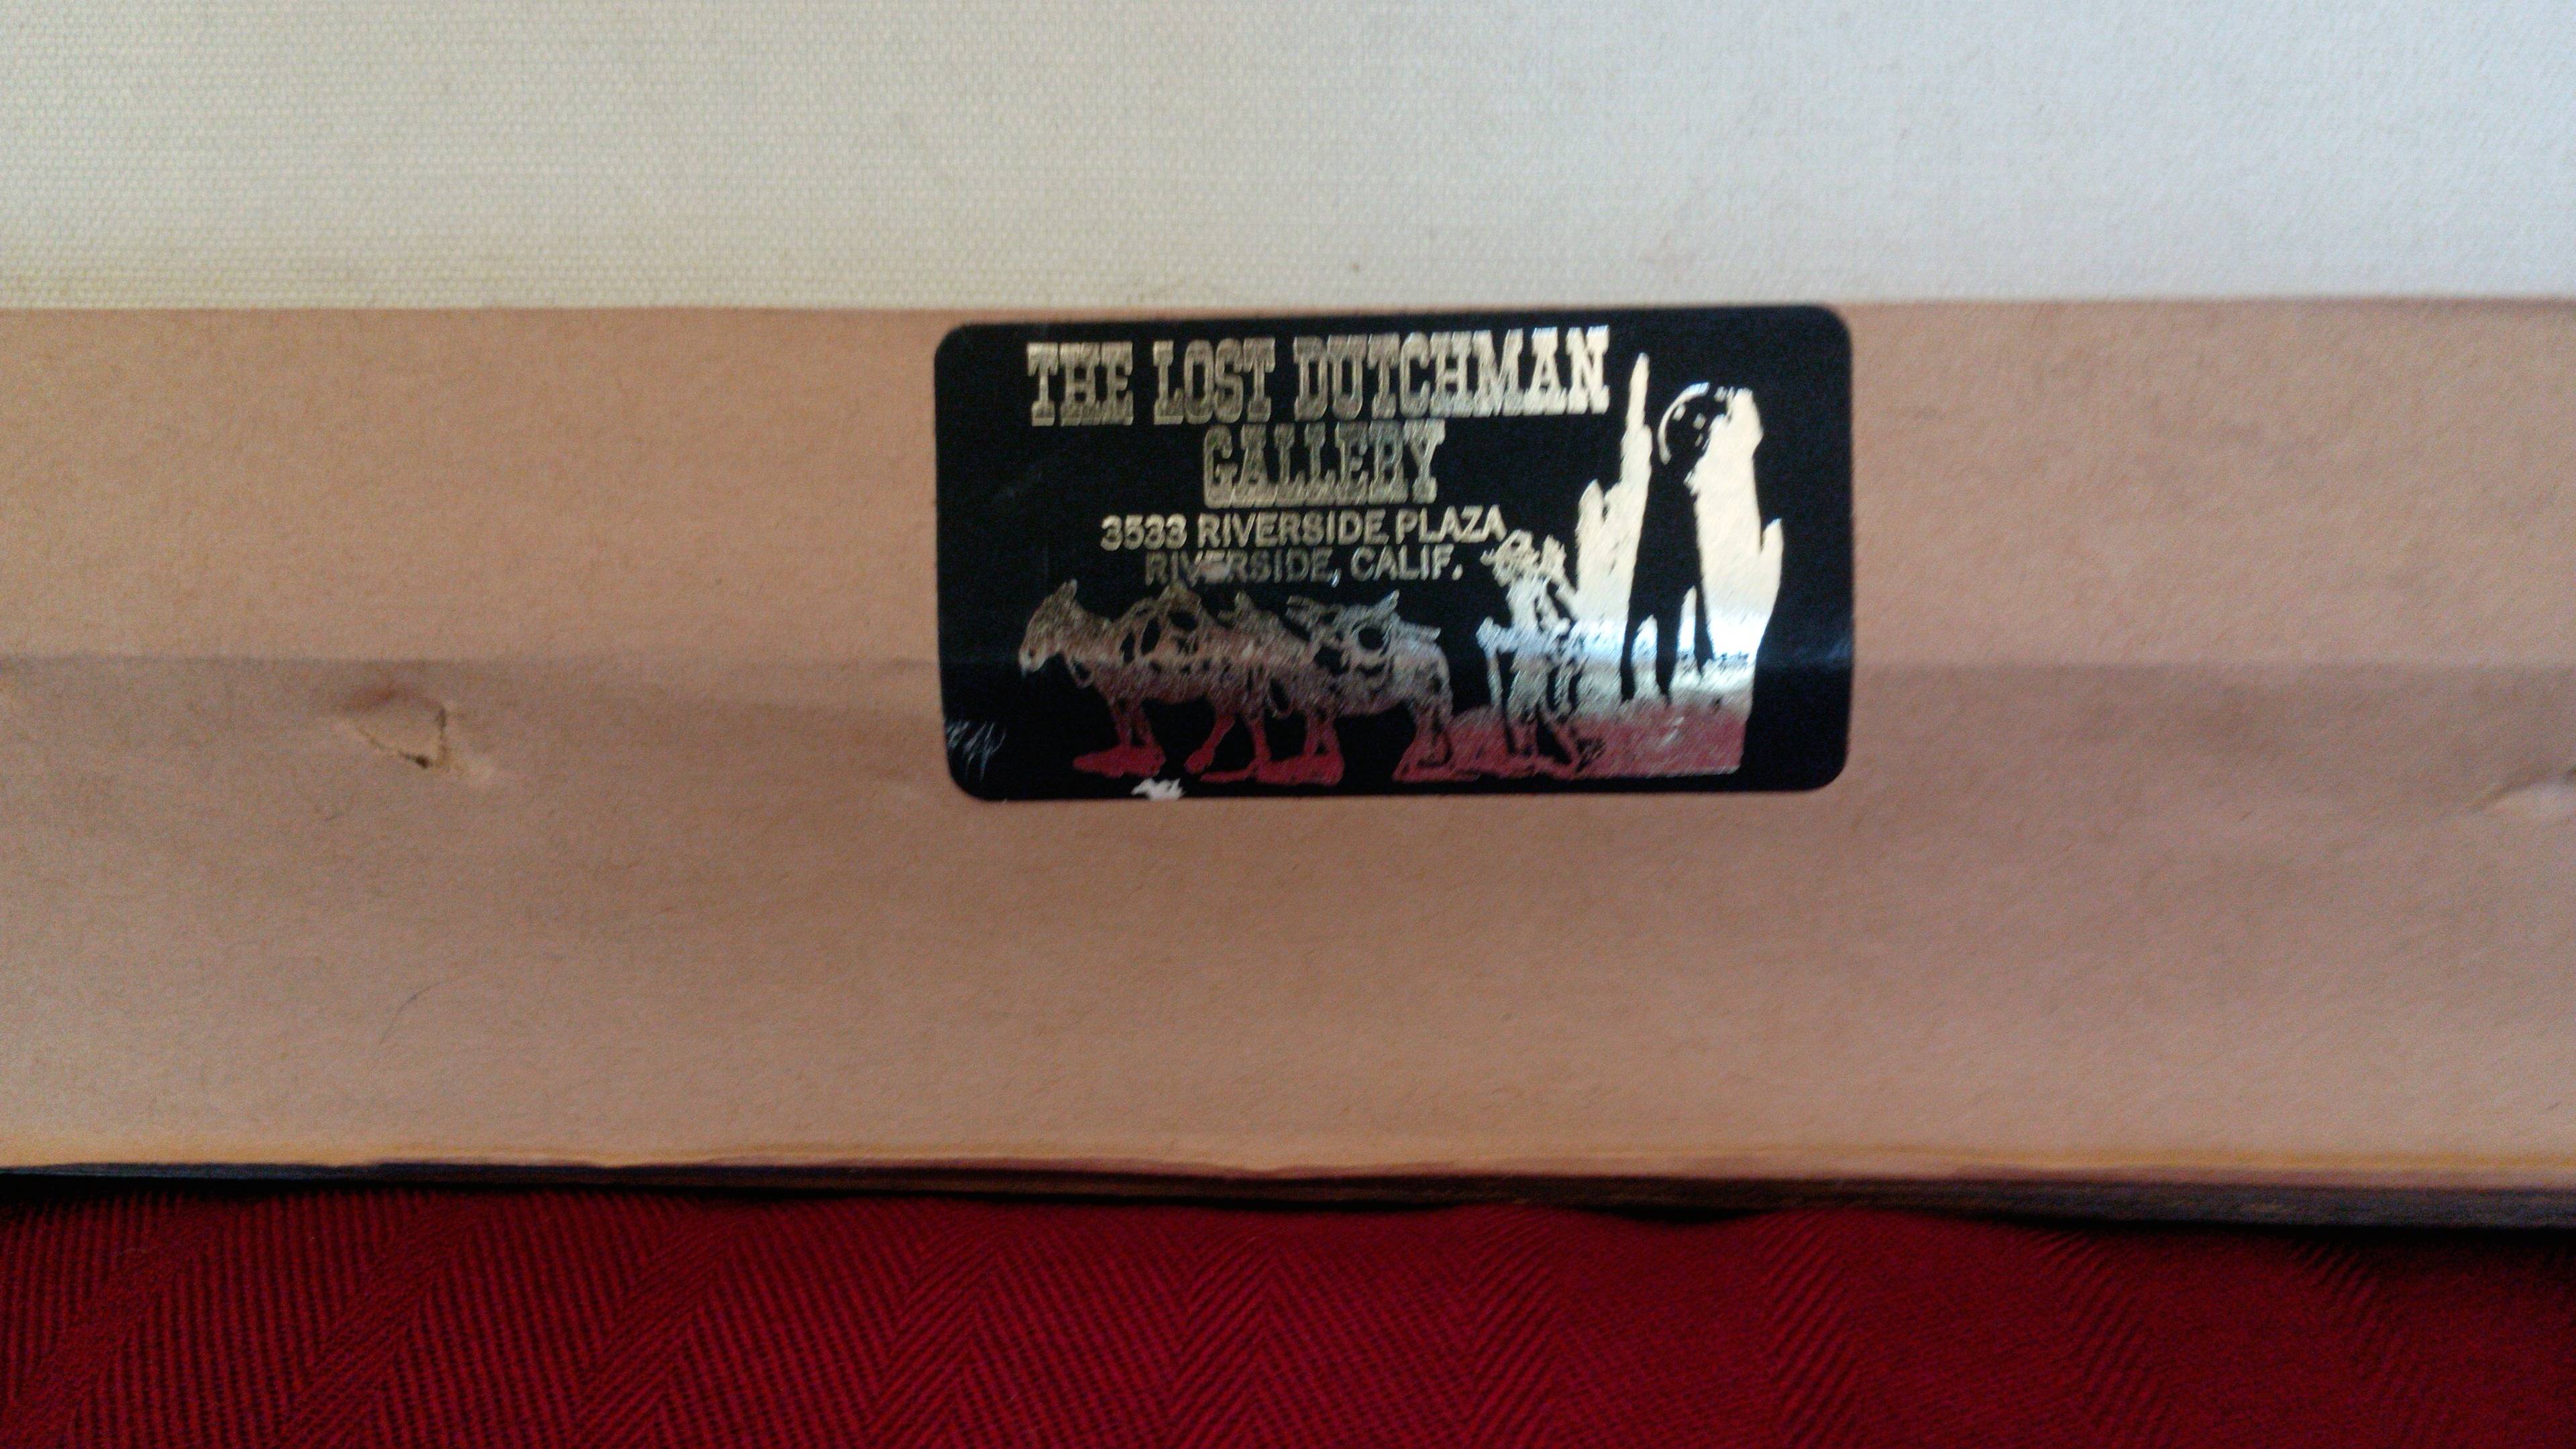 THE LOST DUTCHMAN
GALLERY
3533 RIVERSIDE PLAZA
RIVERSIDE, CALIF.